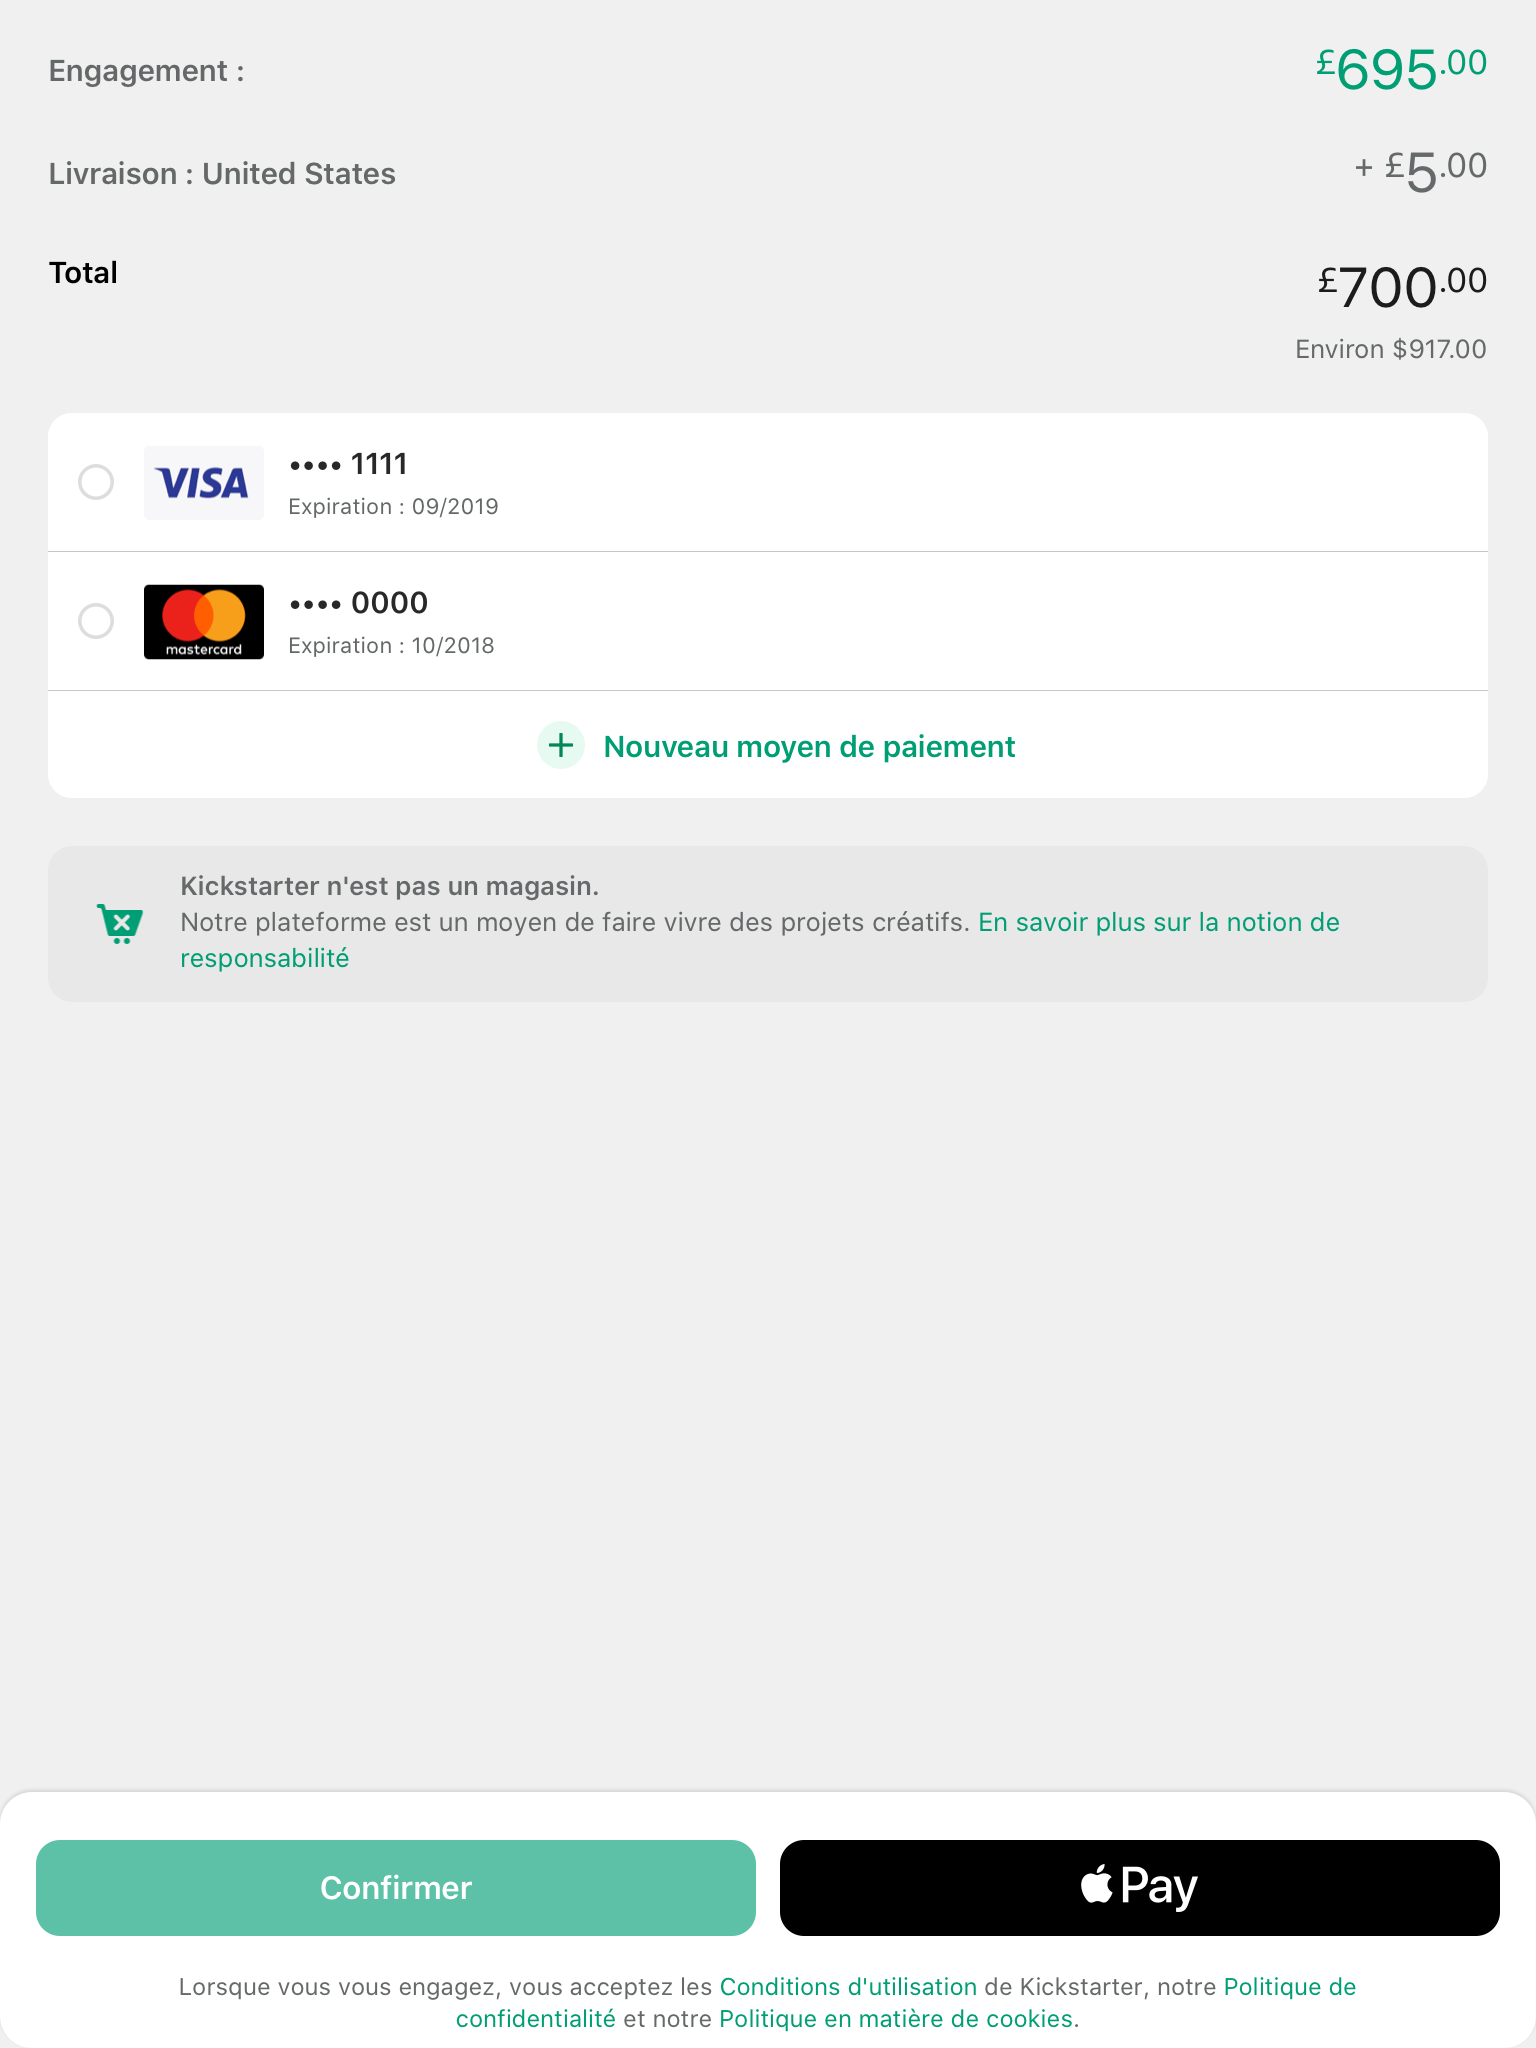 Engagement :
£695.00
Livraison : United States
+ £5.00
Total
£700.00
Environ $917.00
VISA
•••• 1111
Expiration : 09/2019
mastercard
•••• 0000
Expiration : 10/2018
+ Nouveau moyen de paiement
Kickstarter n'est pas un magasin.
Notre plateforme est un moyen de faire vivre des projets créatifs. En savoir plus sur la notion de
responsabilité
Confirmer
Pay
Lorsque vous vous engagez, vous acceptez les Conditions d'utilisation de Kickstarter, notre Politique de
confidentialité et notre Politique en matière de cookies.